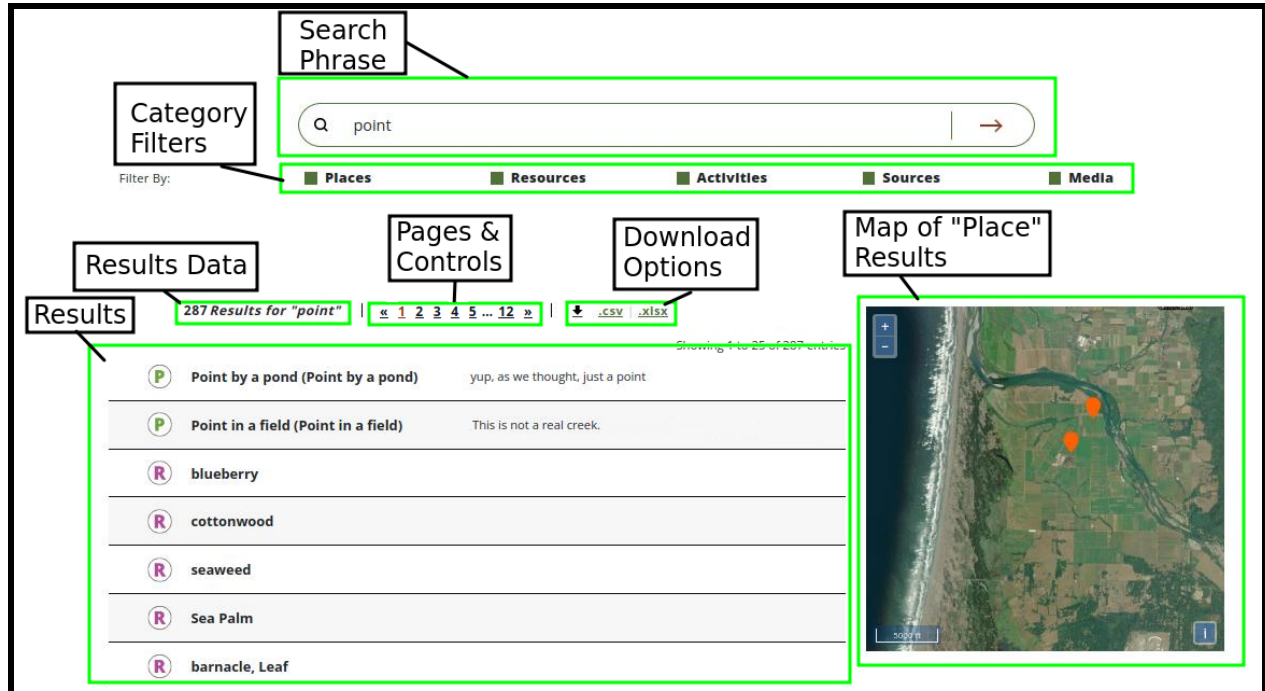 Search
Phrase
point
Category
Filters
Filter By:
Places
Resources
Activities
Sources
Media
Pages &
Controls
Download
Options
Map of "Place"
Results
Results Data
Results
287 Results for "point" | « 1 2 3 4 5 ... 12 » | .csv | .xlsx
Showing 1 to 25 of 287 entries
P Point by a pond (Point by a pond) yup, as we thought, just a point
P Point in a field (Point in a field) This is not a real creek.
R blueberry
R cottonwood
R seaweed
R Sea Palm
R barnacle, Leaf
+
−
5000 ft
i